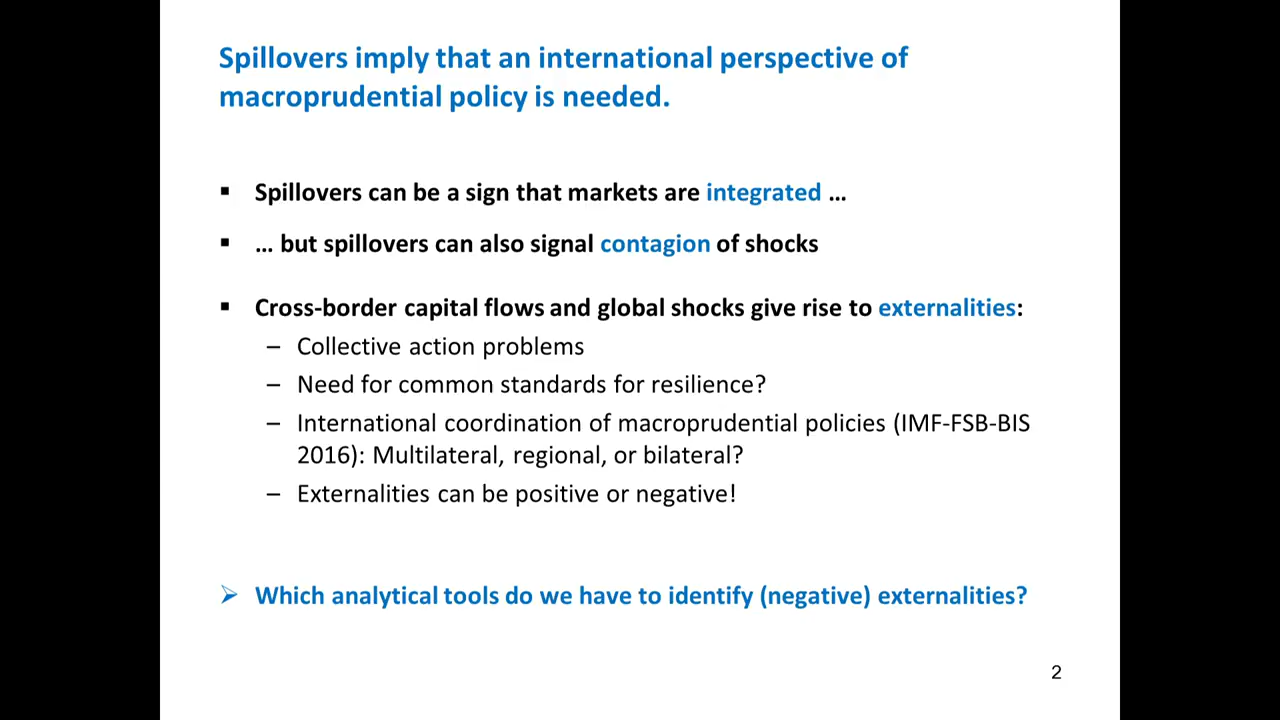 Spillovers imply that an international perspective of
macroprudential policy is needed.
▪ Spillovers can be a sign that markets are integrated …
▪ … but spillovers can also signal contagion of shocks
▪ Cross-border capital flows and global shocks give rise to externalities:
– Collective action problems
– Need for common standards for resilience?
– International coordination of macroprudential policies (IMF-FSB-BIS
2016): Multilateral, regional, or bilateral?
– Externalities can be positive or negative!
➢ Which analytical tools do we have to identify (negative) externalities?
2